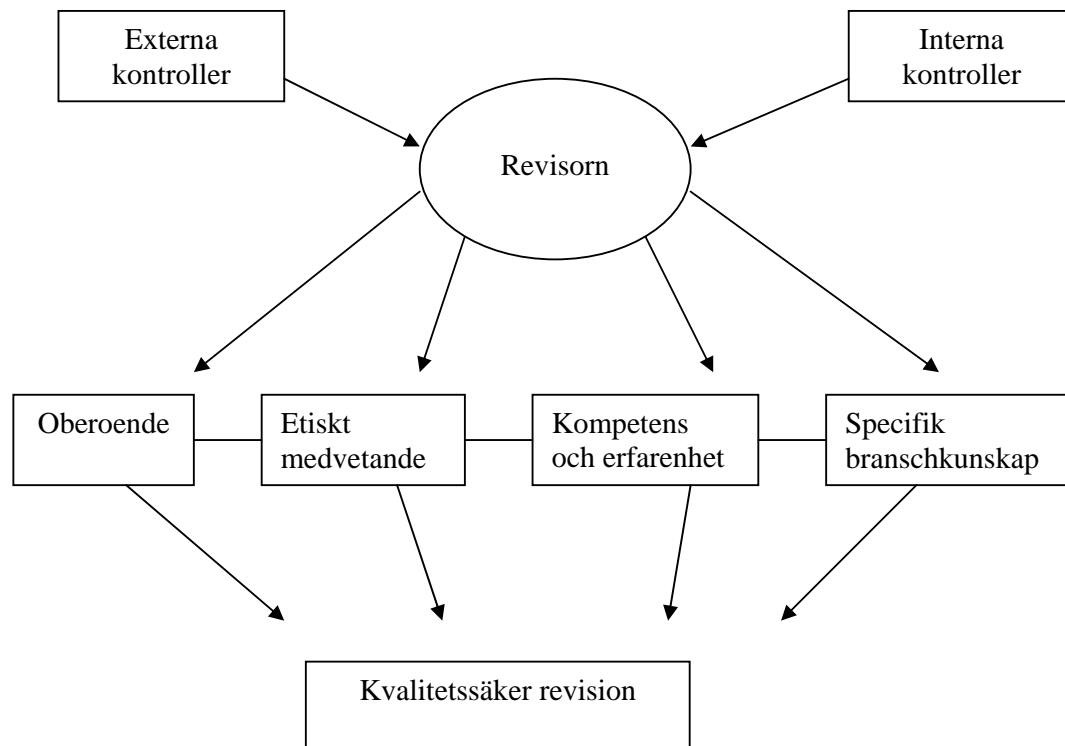 Externa
kontroller
Interna
kontroller
Revisorn
Oberoende
Etiskt
medvetande
Kompetens
och erfarenhet
Specifik
branschkunskap
Kvalitetssäker revision